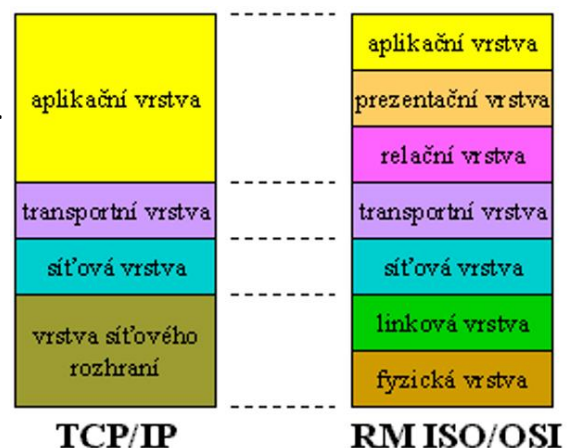 aplikační vrstva
transportní vrstva
síťová vrstva
vrstva síťového
rozhraní
TCP/IP
aplikační vrstva
prezentační vrstva
relační vrstva
transportní vrstva
síťová vrstva
linková vrstva
fyzická vrstva
RM ISO/OSI